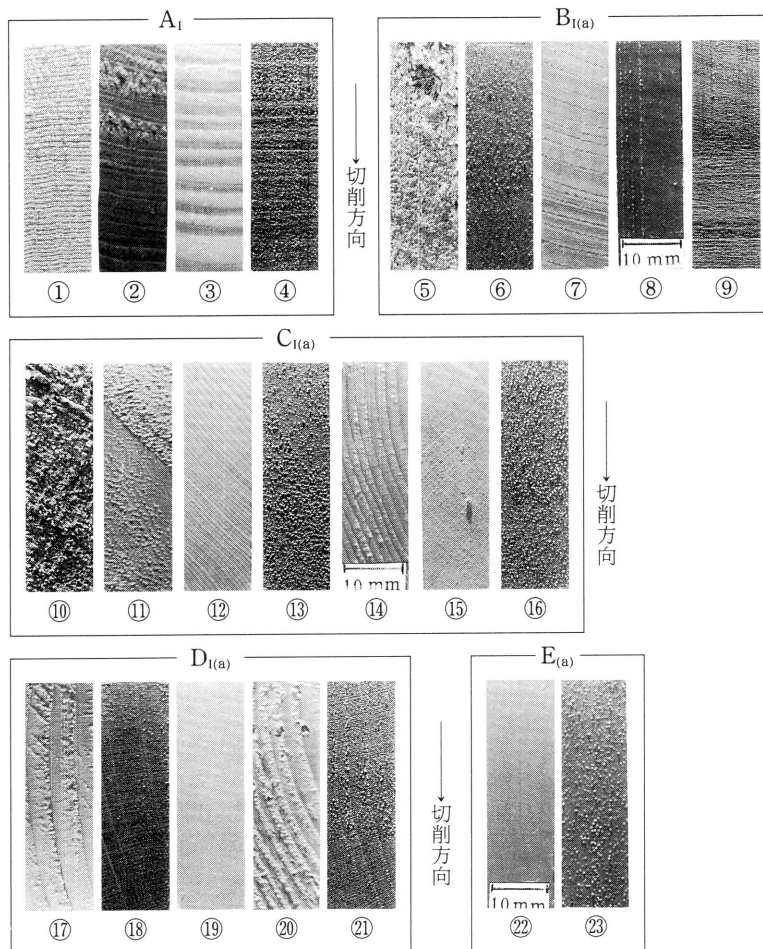 A_I
B_I(a)
① ② ③ ④
切削方向
10 mm
⑤ ⑥ ⑦ ⑧ ⑨
C_I(a)
10 mm
⑩ ⑪ ⑫ ⑬ ⑭ ⑮ ⑯
切削方向
D_I(a)
E_(a)
⑰ ⑱ ⑲ ⑳ ㉑
切削方向
10 mm
㉒ ㉓